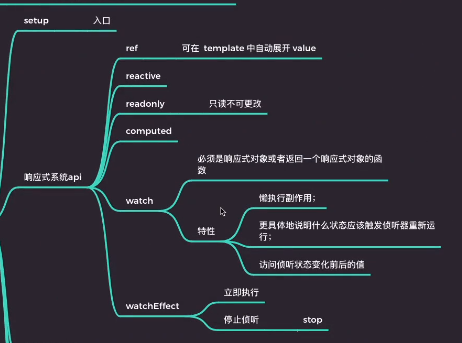 setup
入口
ref
可在 template 中自动展开 value
reactive
readonly
只读不可更改
computed
响应式系统api
watch
必须是响应式对象或者返回一个响应式对象的函
数
特性
懒执行副作用；
更具体地说明什么状态应该触发侦听器重新运
行；
访问侦听状态变化前后的值
watchEffect
立即执行
停止侦听
stop